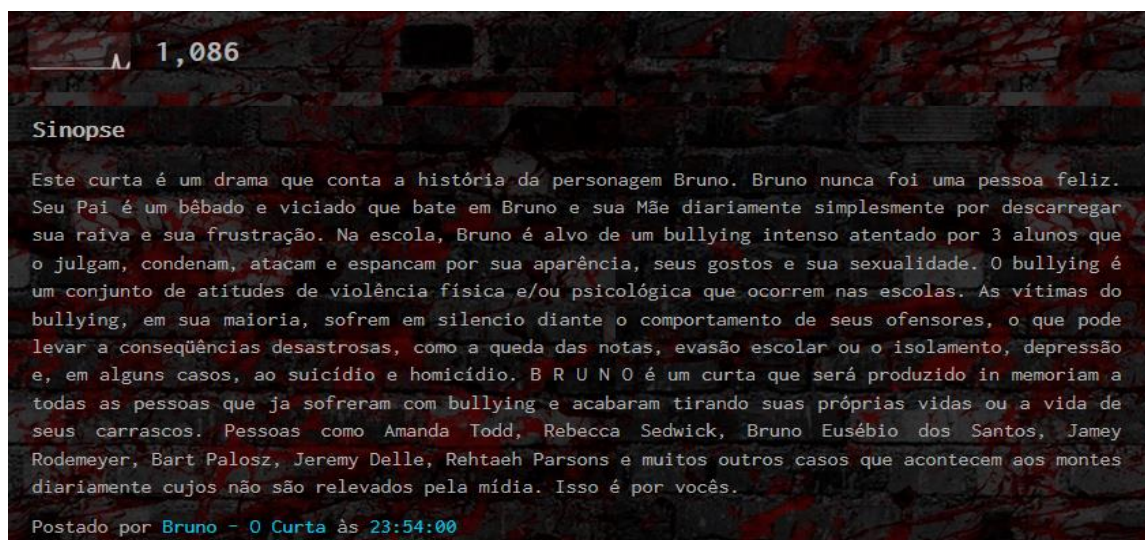 1,086
Sinopse
Este curta é um drama que conta a história da personagem Bruno. Bruno nunca foi uma pessoa feliz.
Seu Pai é um bêbado e viciado que bate em Bruno e sua Mãe diariamente simplesmente por descarregar
sua raiva e sua frustração. Na escola, Bruno é alvo de um bullying intenso atentado por 3 alunos que
o julgam, condenam, atacam e espancam por sua aparência, seus gostos e sua sexualidade. O bullying é
um conjunto de atitudes de violência física e/ou psicológica que ocorrem nas escolas. As vítimas do
bullying, em sua maioria, sofrem em silencio diante o comportamento de seus ofensores, o que pode
levar a conseqüências desastrosas, como a queda das notas, evasão escolar ou o isolamento, depressão
e, em alguns casos, ao suicídio e homicídio. B R U N O é um curta que será produzido in memoriam a
todas as pessoas que ja sofreram com bullying e acabaram tirando suas próprias vidas ou a vida de
seus carrascos. Pessoas como Amanda Todd, Rebecca Sedwick, Bruno Eusébio dos Santos, Jamey
Rodemeyer, Bart Palosz, Jeremy Delle, Rehtaeh Parsons e muitos outros casos que acontecem aos montes
diariamente cujos não são relevados pela mídia. Isso é por vocês.
Postado por Bruno - O Curta às 23:54:00